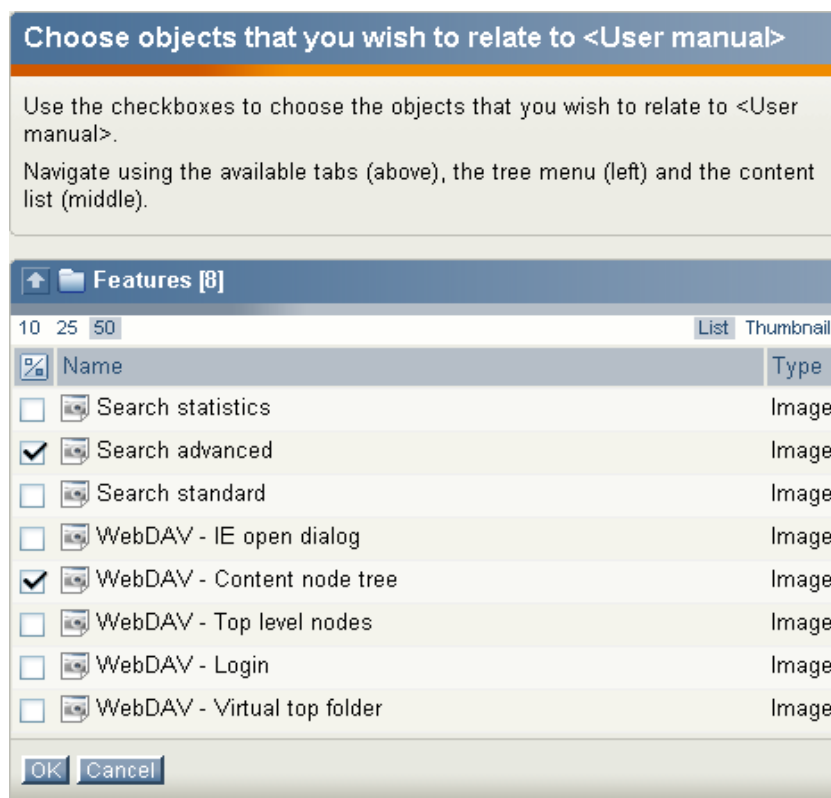 Choose objects that you wish to relate to <User manual>
Use the checkboxes to choose the objects that you wish to relate to <User
manual>.
Navigate using the available tabs (above), the tree menu (left) and the content
list (middle).
Features [8]
10 25 50 List Thumbnail
Name Type
Search statistics Image
Search advanced Image
Search standard Image
WebDAV - IE open dialog Image
WebDAV - Content node tree Image
WebDAV - Top level nodes Image
WebDAV - Login Image
WebDAV - Virtual top folder Image
OK Cancel